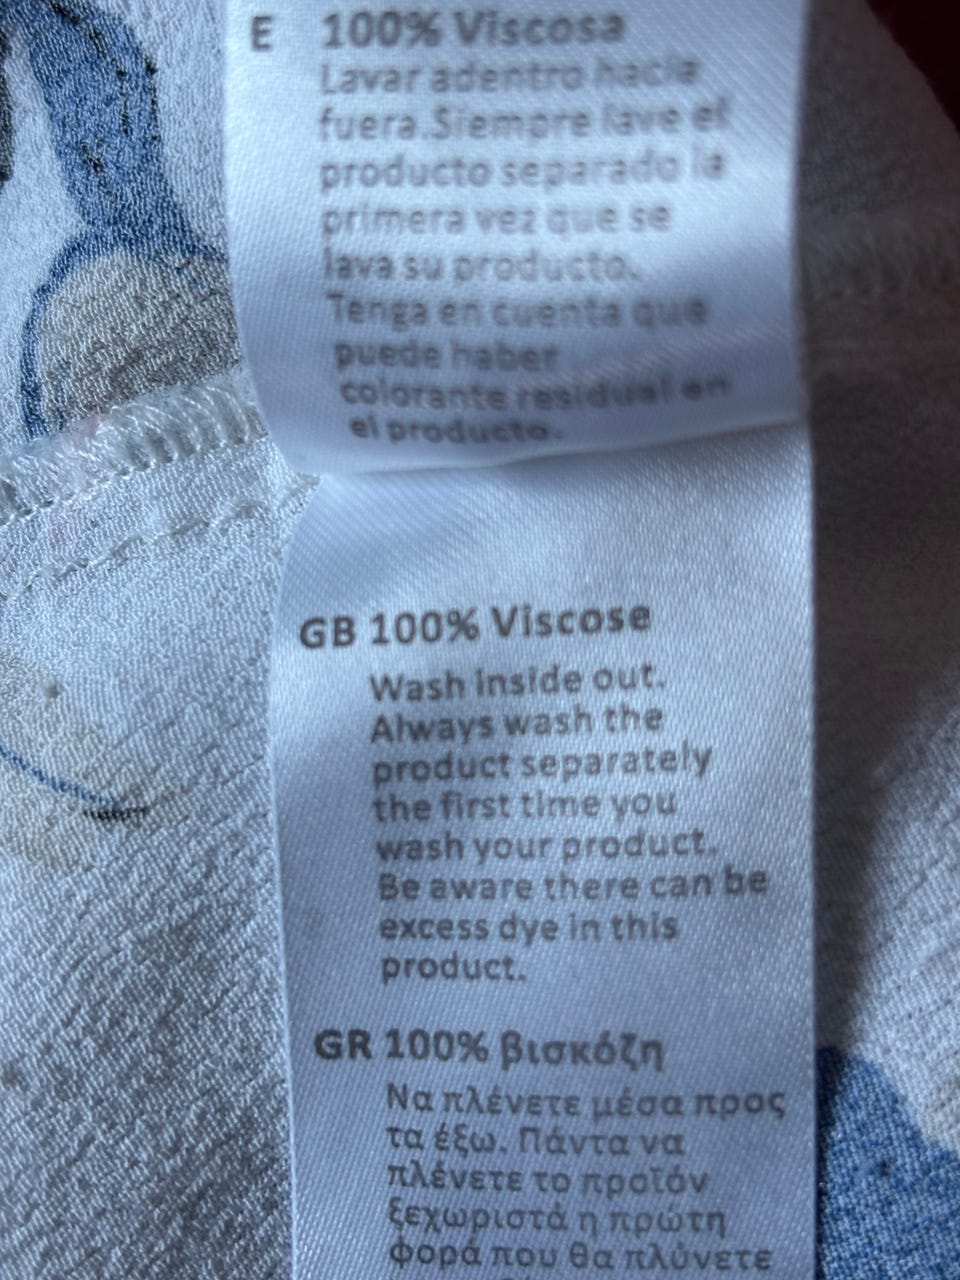 E 100% Viscosa
Lavar adentro hacia
fuera.Siempre lave el
producto separado la
primera vez que se
lava su producto.
Tenga en cuenta que
puede haber
colorante residual en
el producto.
GB 100% Viscose
Wash inside out.
Always wash the
product separately
the first time you
wash your product.
Be aware there can be
excess dye in this
product.
GR 100% βισκόζη
Να πλένετε μέσα προς
τα έξω. Πάντα να
πλένετε το προϊόν
ξεχωριστά η πρώτη
φορά που θα πλύνετε